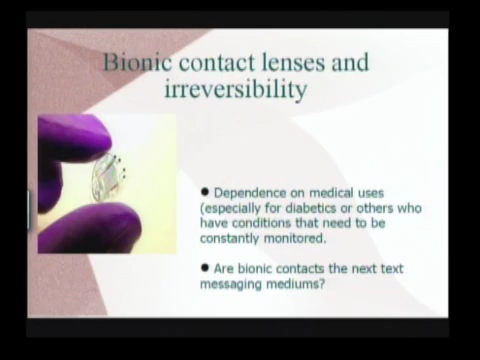 Bionic contact lenses and
irreversibility
● Dependence on medical uses
(especially for diabetics or others who
have conditions that need to be
constantly monitored.
● Are bionic contacts the next text
messaging mediums?